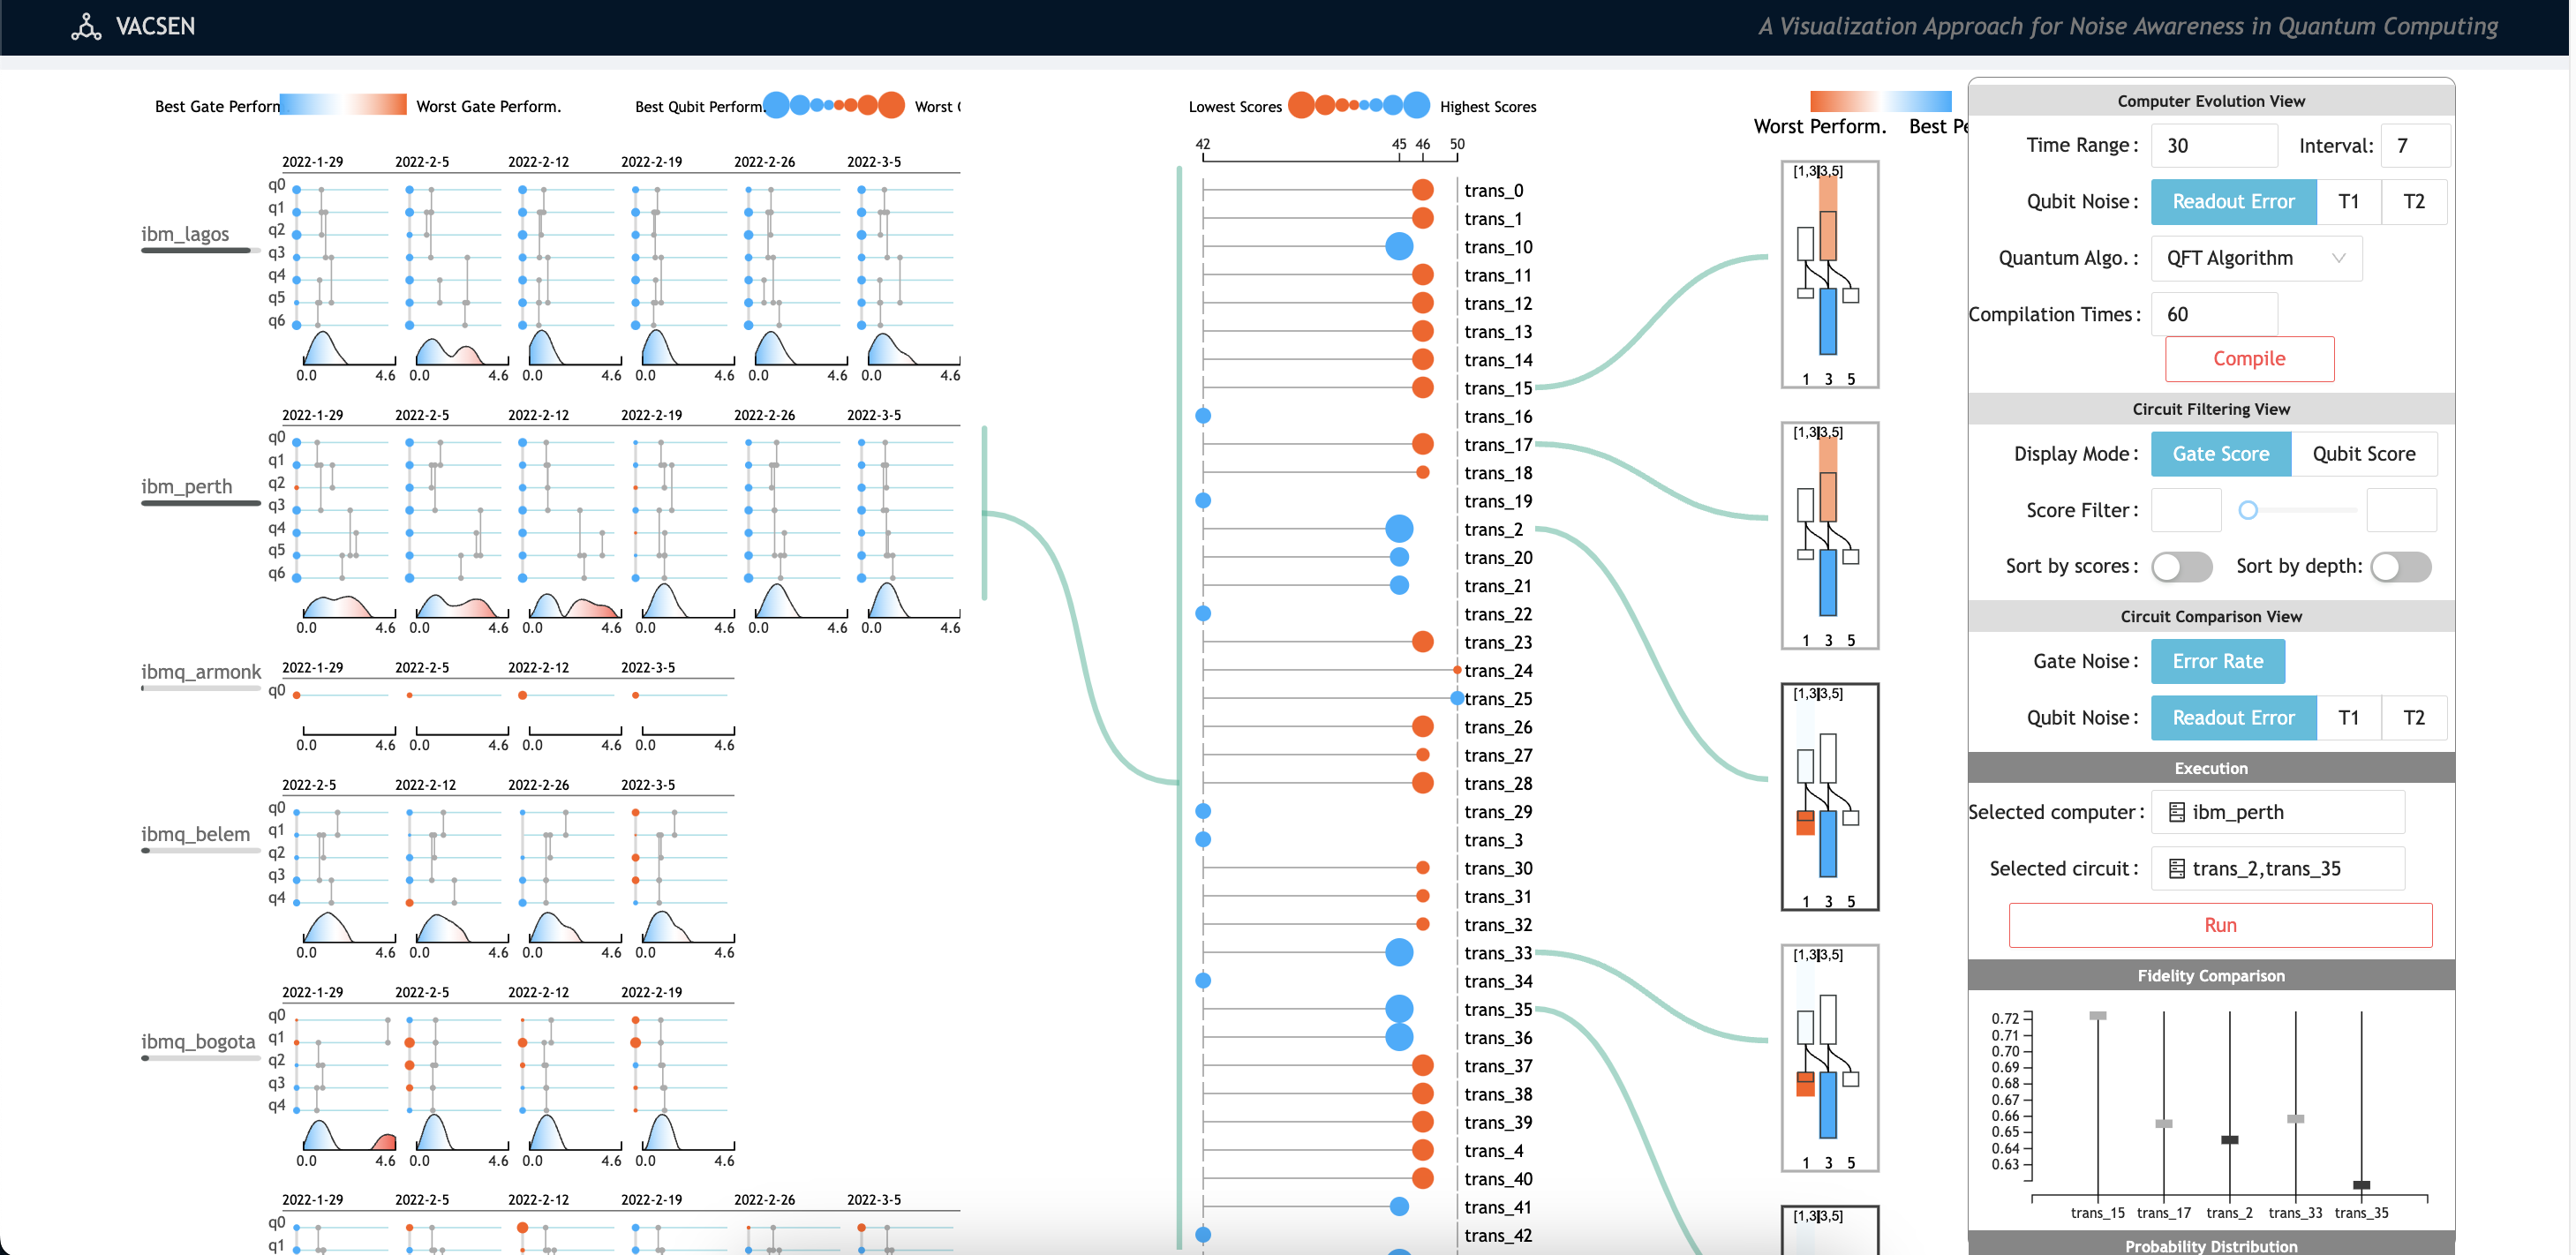 VACSEN
A Visualization Approach for Noise Awareness in Quantum Computing
Best Gate Perform. Worst Gate Perform.
Best Qubit Perform. Worst
2022-1-29 2022-2-5 2022-2-12 2022-2-19 2022-2-26 2022-3-5
ibm_lagos
q0
q1
q2
q3
q4
q5
q6
0.0 4.6 0.0 4.6 0.0 4.6 0.0 4.6 0.0 4.6 0.0 4.6
2022-1-29 2022-2-5 2022-2-12 2022-2-19 2022-2-26 2022-3-5
ibm_perth
q0
q1
q2
q3
q4
q5
q6
0.0 4.6 0.0 4.6 0.0 4.6 0.0 4.6 0.0 4.6 0.0 4.6
ibmq_armonk
2022-1-29 2022-2-5 2022-2-12 2022-3-5
q0
0.0 4.6 0.0 4.6 0.0 4.6 0.0 4.6
2022-2-5 2022-2-12 2022-2-26 2022-3-5
ibmq_belem
q0
q1
q2
q3
q4
0.0 4.6 0.0 4.6 0.0 4.6 0.0 4.6
2022-1-29 2022-2-5 2022-2-12 2022-2-19
ibmq_bogota
q0
q1
q2
q3
q4
0.0 4.6 0.0 4.6 0.0 4.6 0.0 4.6
2022-1-29 2022-2-5 2022-2-12 2022-2-19 2022-2-26 2022-3-5
q0
q1
Lowest Scores Highest Scores
42 45 46 50
trans_0
trans_1
trans_10
trans_11
trans_12
trans_13
trans_14
trans_15
trans_16
trans_17
trans_18
trans_19
trans_2
trans_20
trans_21
trans_22
trans_23
trans_24
trans_25
trans_26
trans_27
trans_28
trans_29
trans_3
trans_30
trans_31
trans_32
trans_33
trans_34
trans_35
trans_36
trans_37
trans_38
trans_39
trans_4
trans_40
trans_41
trans_42
Worst Perform. Best Pe
[1,3][3,5]
1 3 5
[1,3][3,5]
1 3 5
[1,3][3,5]
1 3 5
[1,3][3,5]
1 3 5
[1,3][3,5]
Computer Evolution View
Time Range: 30 Interval: 7
Qubit Noise: Readout Error T1 T2
Quantum Algo.: QFT Algorithm
Compilation Times: 60
Compile
Circuit Filtering View
Display Mode: Gate Score Qubit Score
Score Filter:
Sort by scores: Sort by depth:
Circuit Comparison View
Gate Noise: Error Rate
Qubit Noise: Readout Error T1 T2
Execution
Selected computer: ibm_perth
Selected circuit: trans_2,trans_35
Run
Fidelity Comparison
0.72
0.71
0.70
0.69
0.68
0.67
0.66
0.65
0.64
0.63
trans_15 trans_17 trans_2 trans_33 trans_35
Probability Distribution